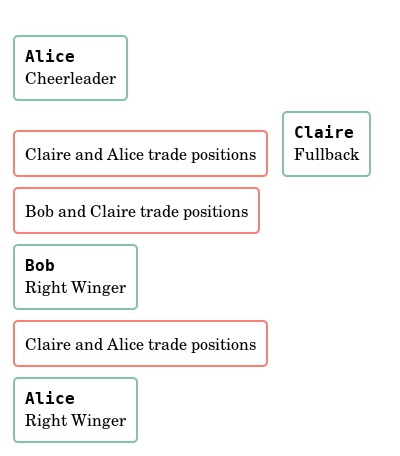 Alice
Cheerleader
Claire and Alice trade positions
Claire
Fullback
Bob and Claire trade positions
Bob
Right Winger
Claire and Alice trade positions
Alice
Right Winger